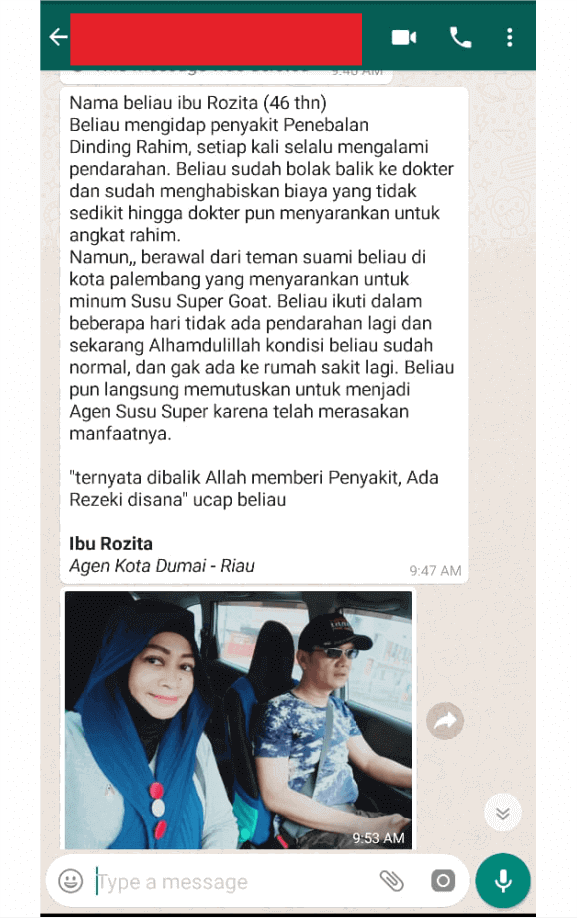 9:46 AM
Nama beliau ibu Rozita (46 thn)
Beliau mengidap penyakit Penebalan
Dinding Rahim, setiap kali selalu mengalami
pendarahan. Beliau sudah bolak balik ke dokter
dan sudah menghabiskan biaya yang tidak
sedikit hingga dokter pun menyarankan untuk
angkat rahim.
Namun,, berawal dari teman suami beliau di
kota palembang yang menyarankan untuk
minum Susu Super Goat. Beliau ikuti dalam
beberapa hari tidak ada pendarahan lagi dan
sekarang Alhamdulillah kondisi beliau sudah
normal, dan gak ada ke rumah sakit lagi. Beliau
pun langsung memutuskan untuk menjadi
Agen Susu Super karena telah merasakan
manfaatnya.
"ternyata dibalik Allah memberi Penyakit, Ada
Rezeki disana" ucap beliau
Ibu Rozita
Agen Kota Dumai - Riau
9:47 AM
9:53 AM
Type a message